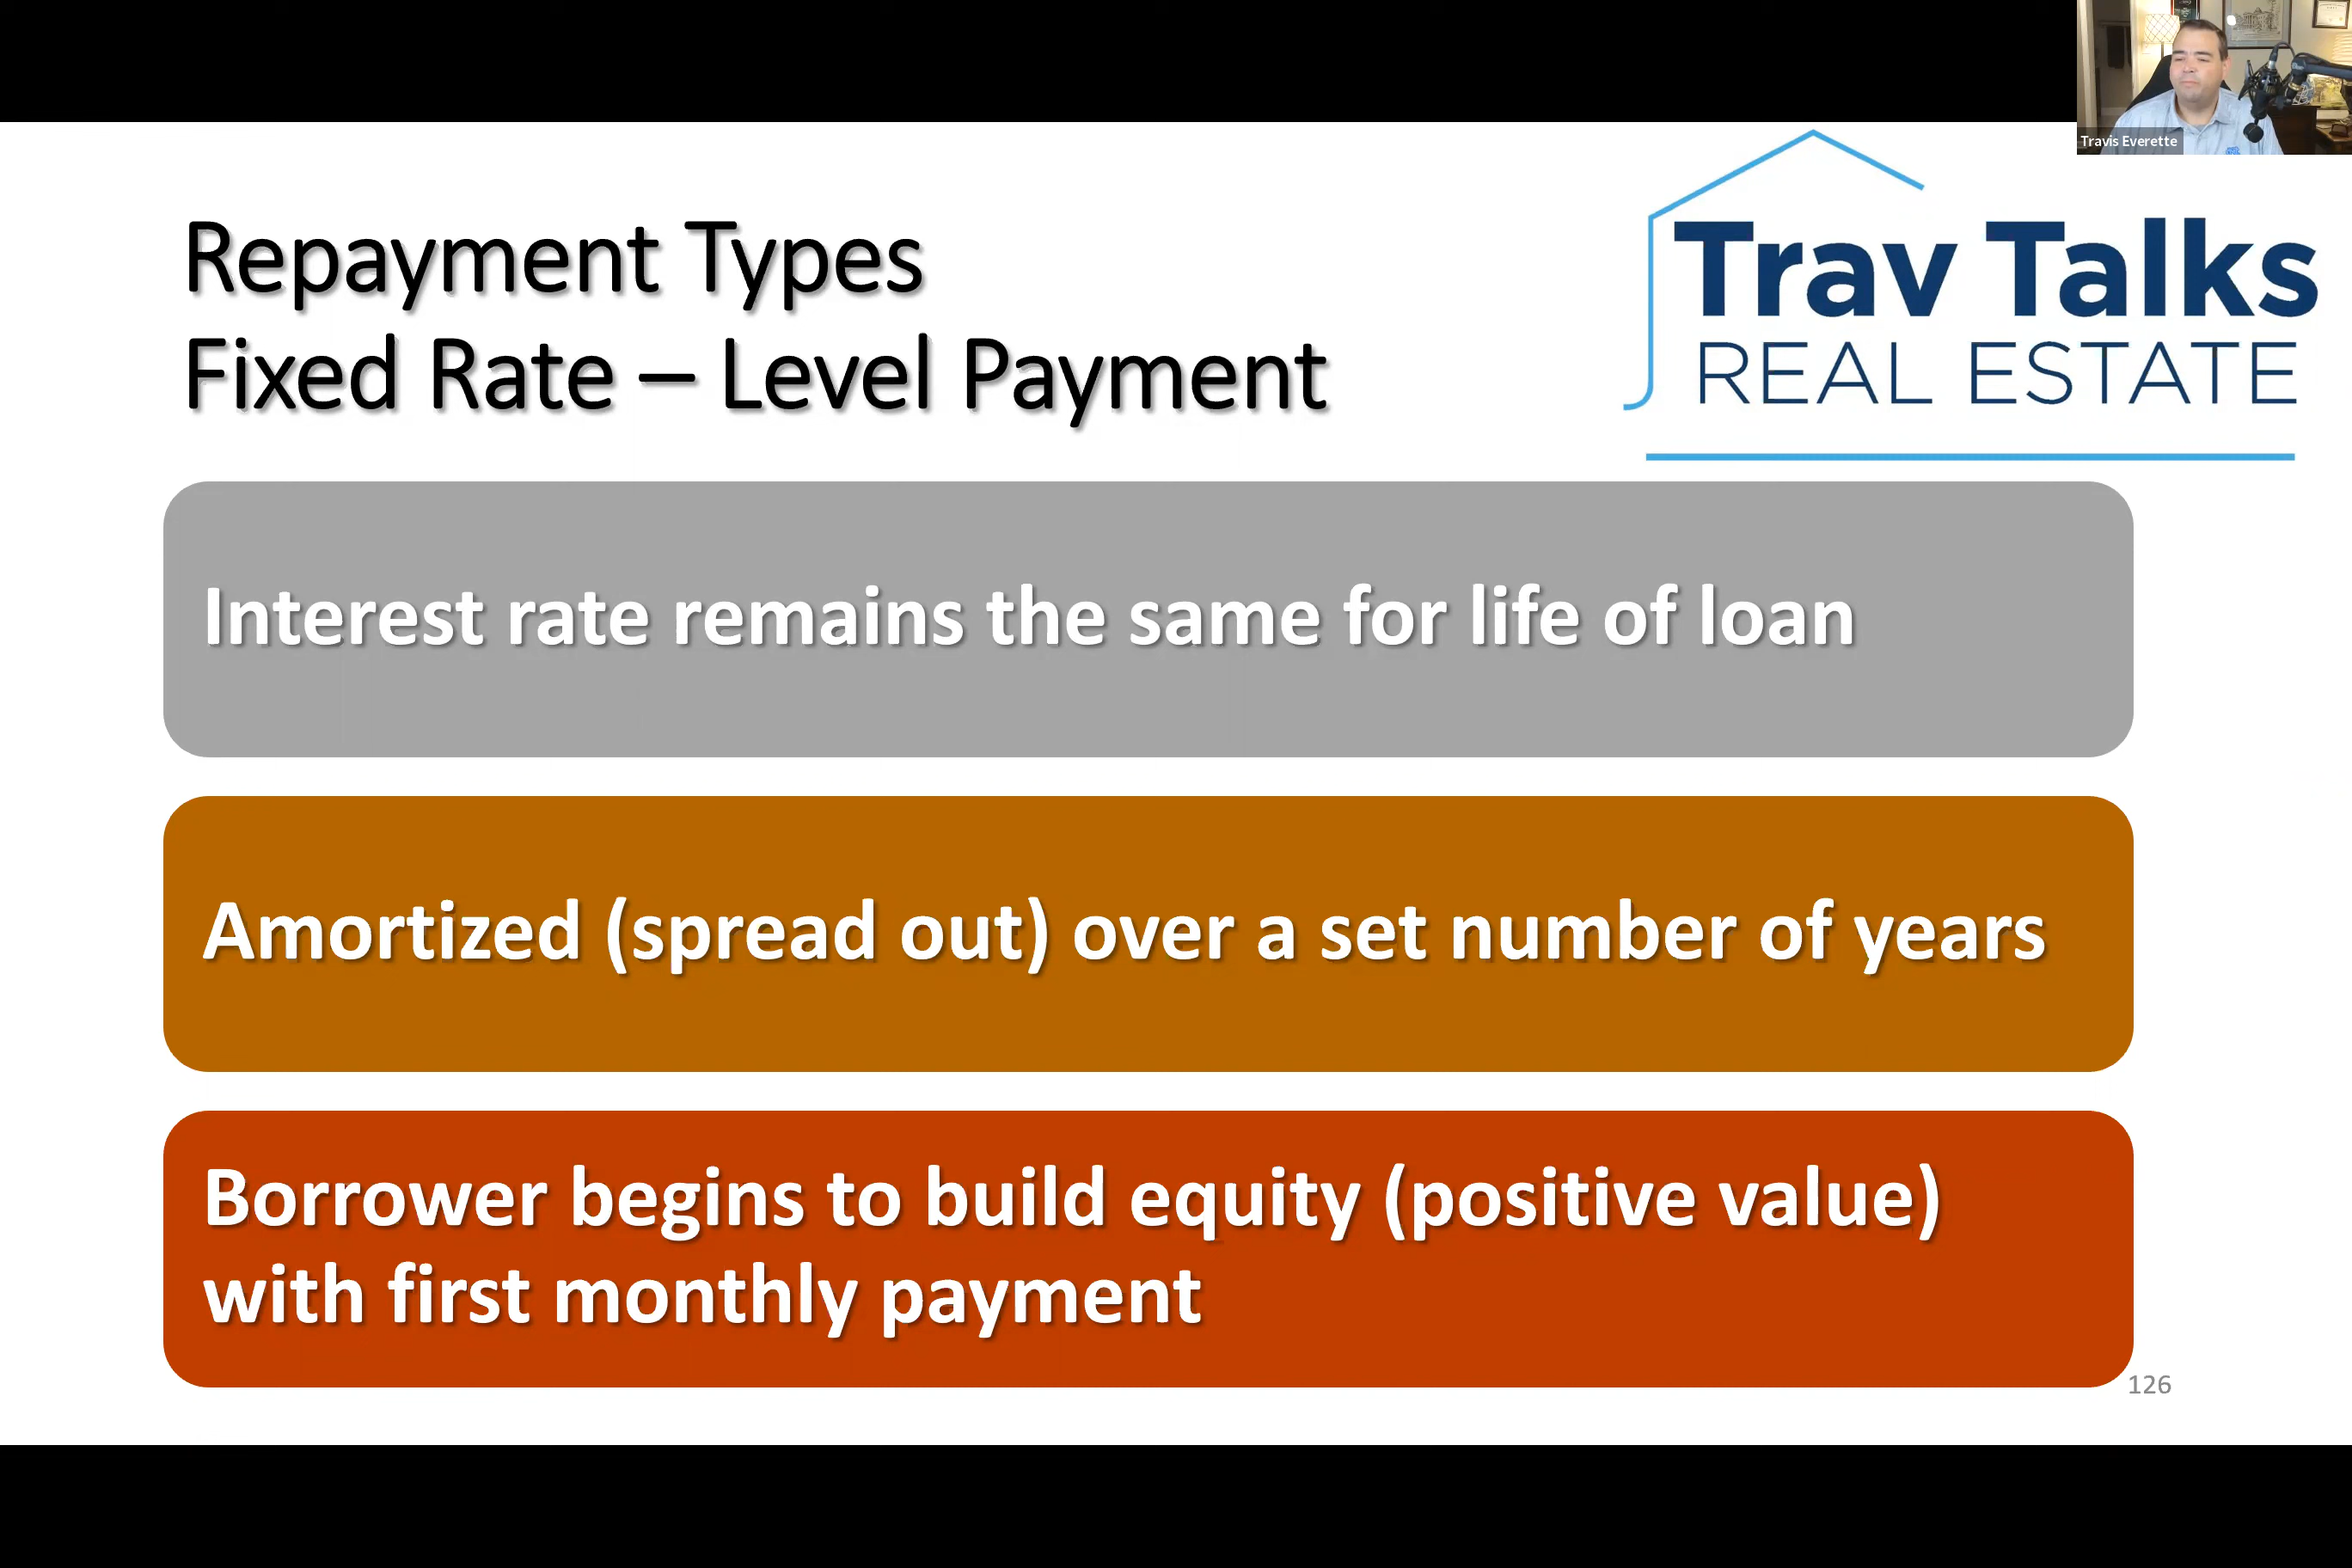 Travis Everette
Trav Talks
REAL ESTATE
Repayment Types
Fixed Rate – Level Payment
Interest rate remains the same for life of loan
Amortized (spread out) over a set number of years
Borrower begins to build equity (positive value)
with first monthly payment
126